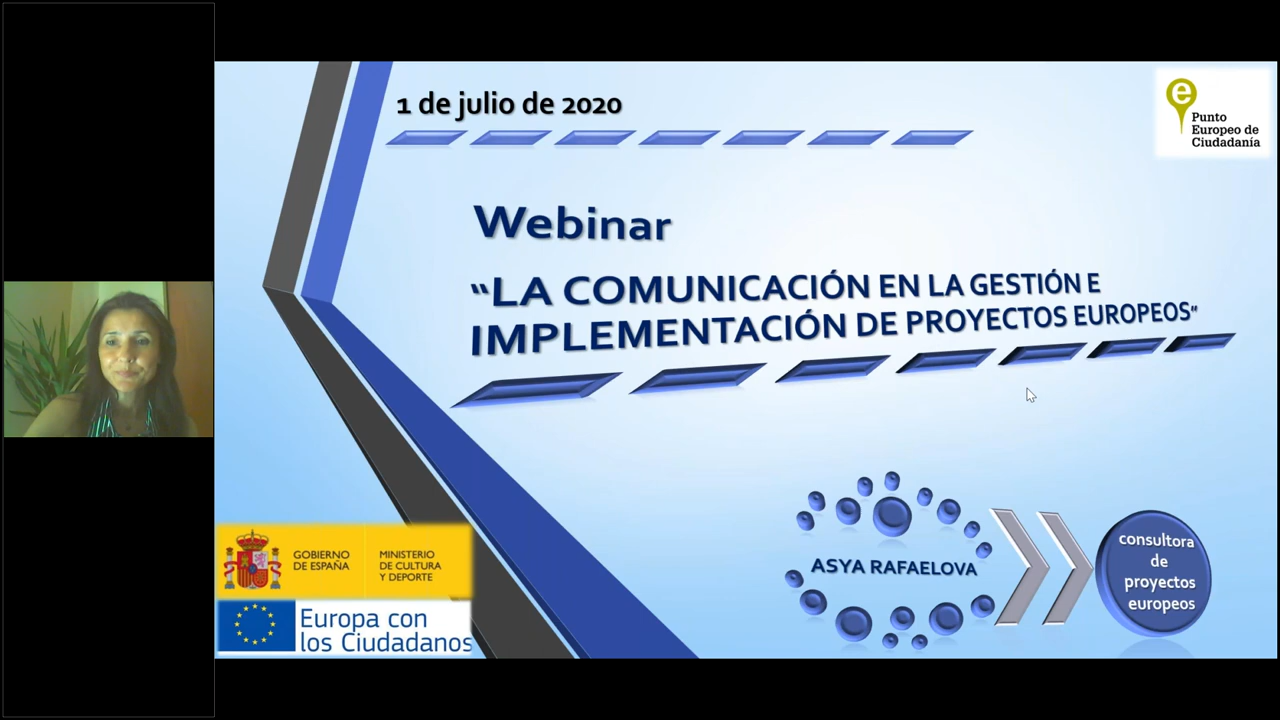 1 de julio de 2020
Punto
Europeo de
Ciudadanía
Webinar
“LA COMUNICACIÓN EN LA GESTIÓN E
IMPLEMENTACIÓN DE PROYECTOS EUROPEOS”
ASYA RAFAELOVA
consultora
de
proyectos
europeos
GOBIERNO
DE ESPAÑA
MINISTERIO
DE CULTURA
Y DEPORTE
Europa con
los Ciudadanos